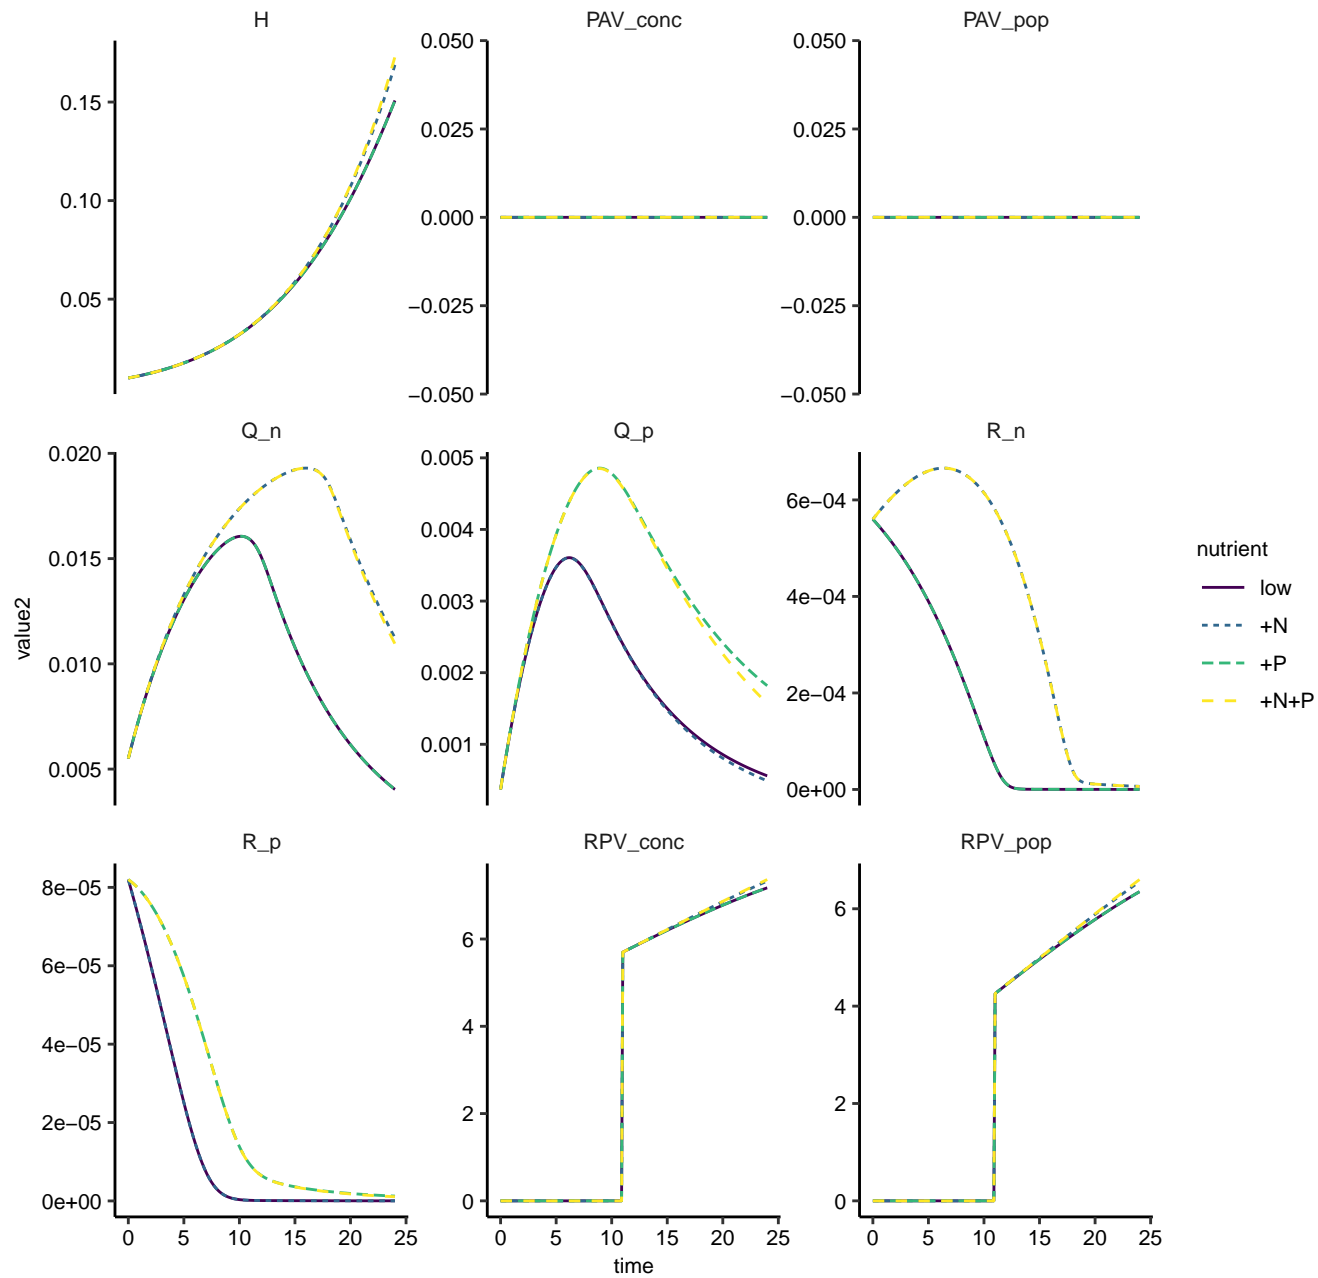 H
PAV_conc
PAV_pop
0.15
0.10
0.05
0.050
0.025
0.000
−0.025
−0.050
0.050
0.025
0.000
−0.025
−0.050
Q_n
Q_p
R_n
0.020
0.015
0.010
0.005
0.005
0.004
0.003
0.002
0.001
6e−04
4e−04
2e−04
0e+00
value2
nutrient
low
+N
+P
+N+P
R_p
RPV_conc
RPV_pop
8e−05
6e−05
4e−05
2e−05
0e+00
6
4
2
0
6
4
2
0
0 5 10 15 20 25
0 5 10 15 20 25
0 5 10 15 20 25
time